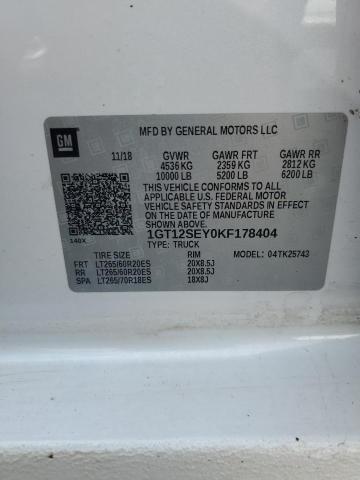 GM
MFD BY GENERAL MOTORS LLC
11/18 GVWR GAWR FRT GAWR RR
4536 KG 2359 KG 2812 KG
10000 LB 5200 LB 6200 LB
THIS VEHICLE CONFORMS TO ALL
APPLICABLE U.S. FEDERAL MOTOR
VEHICLE SAFETY STANDARDS IN
EFFECT ON THE DATE OF MANUFACTURE
SHOWN ABOVE.
1GT12SEY0KF178404
140X
TYPE: TRUCK
MODEL: 04TK25743
TIRE SIZE RIM
FRT LT265/60R20ES 20X8.5J
RR LT265/60R20ES 20X8.5J
SPA LT265/70R18ES 18X8J